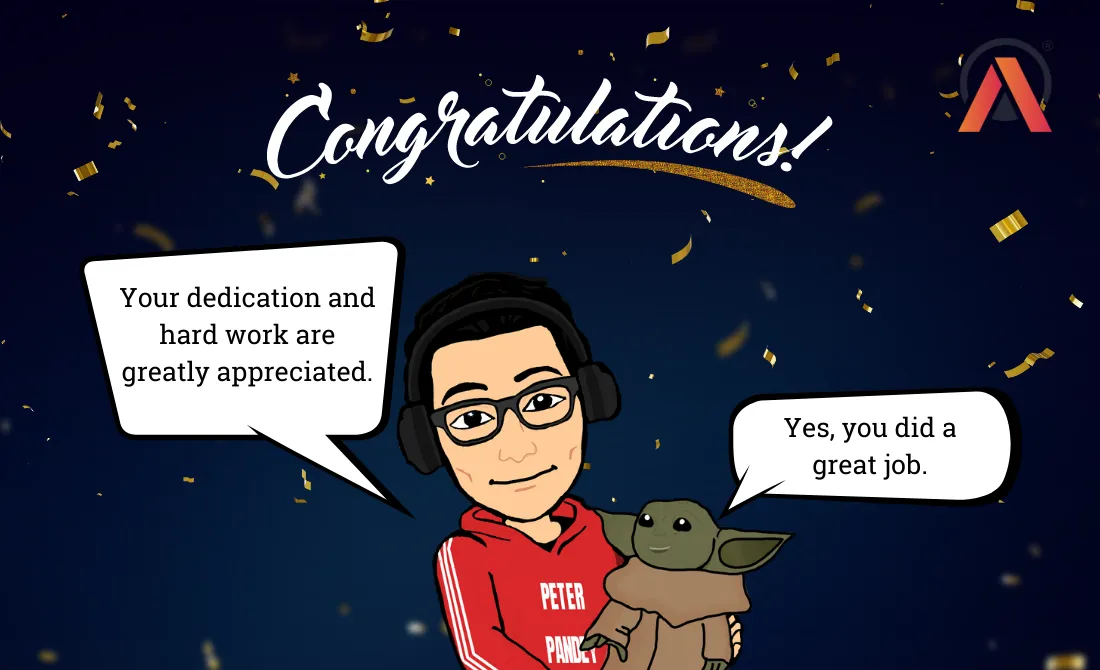 Congratulations!
Your dedication and
hard work are
greatly appreciated.
Yes, you did a
great job.
PETER
PANDEY
®